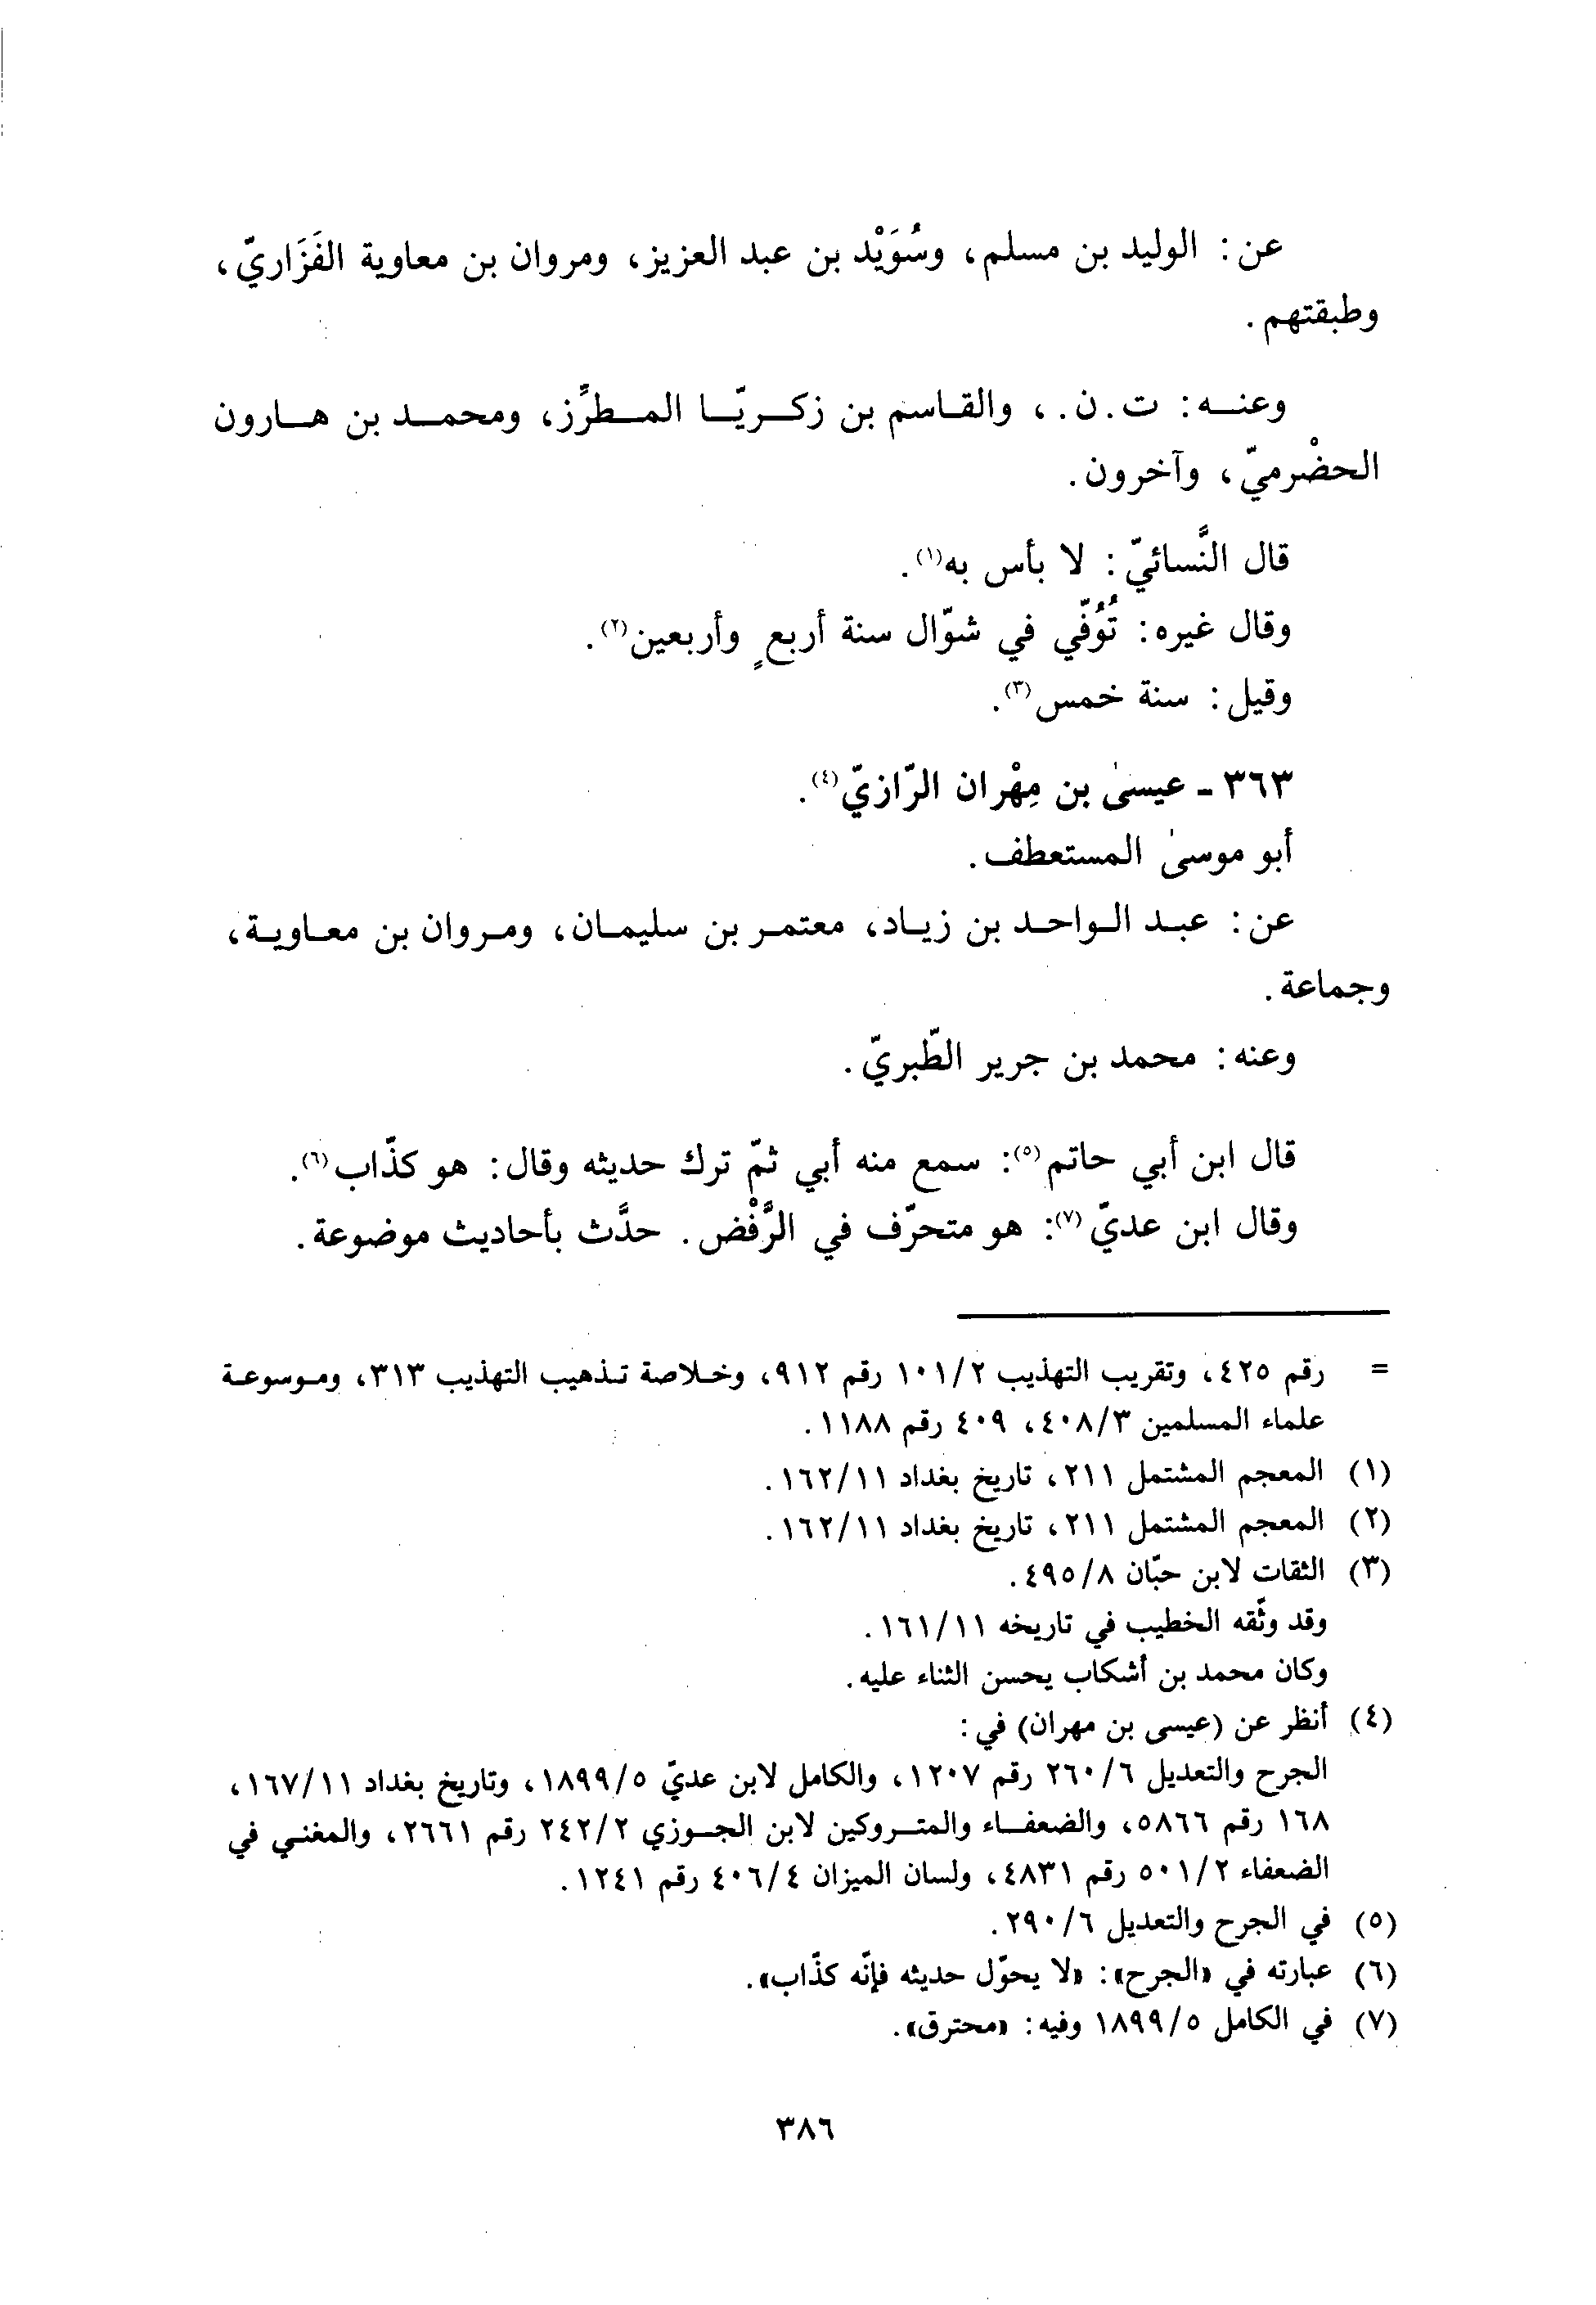 عن: الوليد بن مسلم، وسُوَيْد بن عبد العزيز، ومروان بن معاوية الفَزَاريّ،
وطبقتهم.
وعنه: ت. ن.، والقاسم بن زكريّا المطرِّز، ومحمد بن هارون
الحضْرميّ، وآخرون.
قال النَّسائيّ: لا بأس به(١).
وقال غيره: تُوُفّي في شوّال سنة أربعٍ وأربعين(٢).
وقيل: سنة خمس(٣).
٣٦٣ - عيسىٰ بن مِهْران الرّازيّ(٤).
أبو موسىٰ المستعطف.
عن: عبد الواحد بن زياد، معتمر بن سليمان، ومروان بن معاوية،
وجماعة.
وعنه: محمد بن جرير الطّبريّ.
قال ابن أبي حاتم(٥): سمع منه أبي ثمّ ترك حديثه وقال: هو كذّاب(٦).
وقال ابن عديّ(٧): هو متحرّف في الرَّفْض. حدَّث بأحاديث موضوعة.
= رقم ٤٢٥، وتقريب التهذيب ١٠١/٢ رقم ٩١٢، وخلاصة تذهيب التهذيب ٣١٣، وموسوعة
علماء المسلمين ٤٠٨/٣، ٤٠٩ رقم ١١٨٨.
(١) المعجم المشتمل ٢١١، تاريخ بغداد ١٦٢/١١.
(٢) المعجم المشتمل ٢١١، تاريخ بغداد ١٦٢/١١.
(٣) الثقات لابن حبّان ٤٩٥/٨.
وقد وثّقه الخطيب في تاريخه ١٦١/١١.
وكان محمد بن أشكاب يحسن الثناء عليه.
(٤) أنظر عن (عيسى بن مهران) في:
الجرح والتعديل ٢٦٠/٦ رقم ١٢٠٧، والكامل لابن عديّ ١٨٩٩/٥، وتاريخ بغداد ١٦٧/١١،
١٦٨ رقم ٥٨٦٦، والضعفاء والمتروكين لابن الجوزي ٢٤٢/٢ رقم ٢٦٦١، والمغني في
الضعفاء ٥٠١/٢ رقم ٤٨٣١، ولسان الميزان ٤٠٦/٤ رقم ١٢٤١.
(٥) في الجرح والتعديل ٢٩٠/٦.
(٦) عبارته في «الجرح»: «لا يحوّل حديثه فإنّه كذّاب».
(٧) في الكامل ١٨٩٩/٥ وفيه: «محترق».
٣٨٦